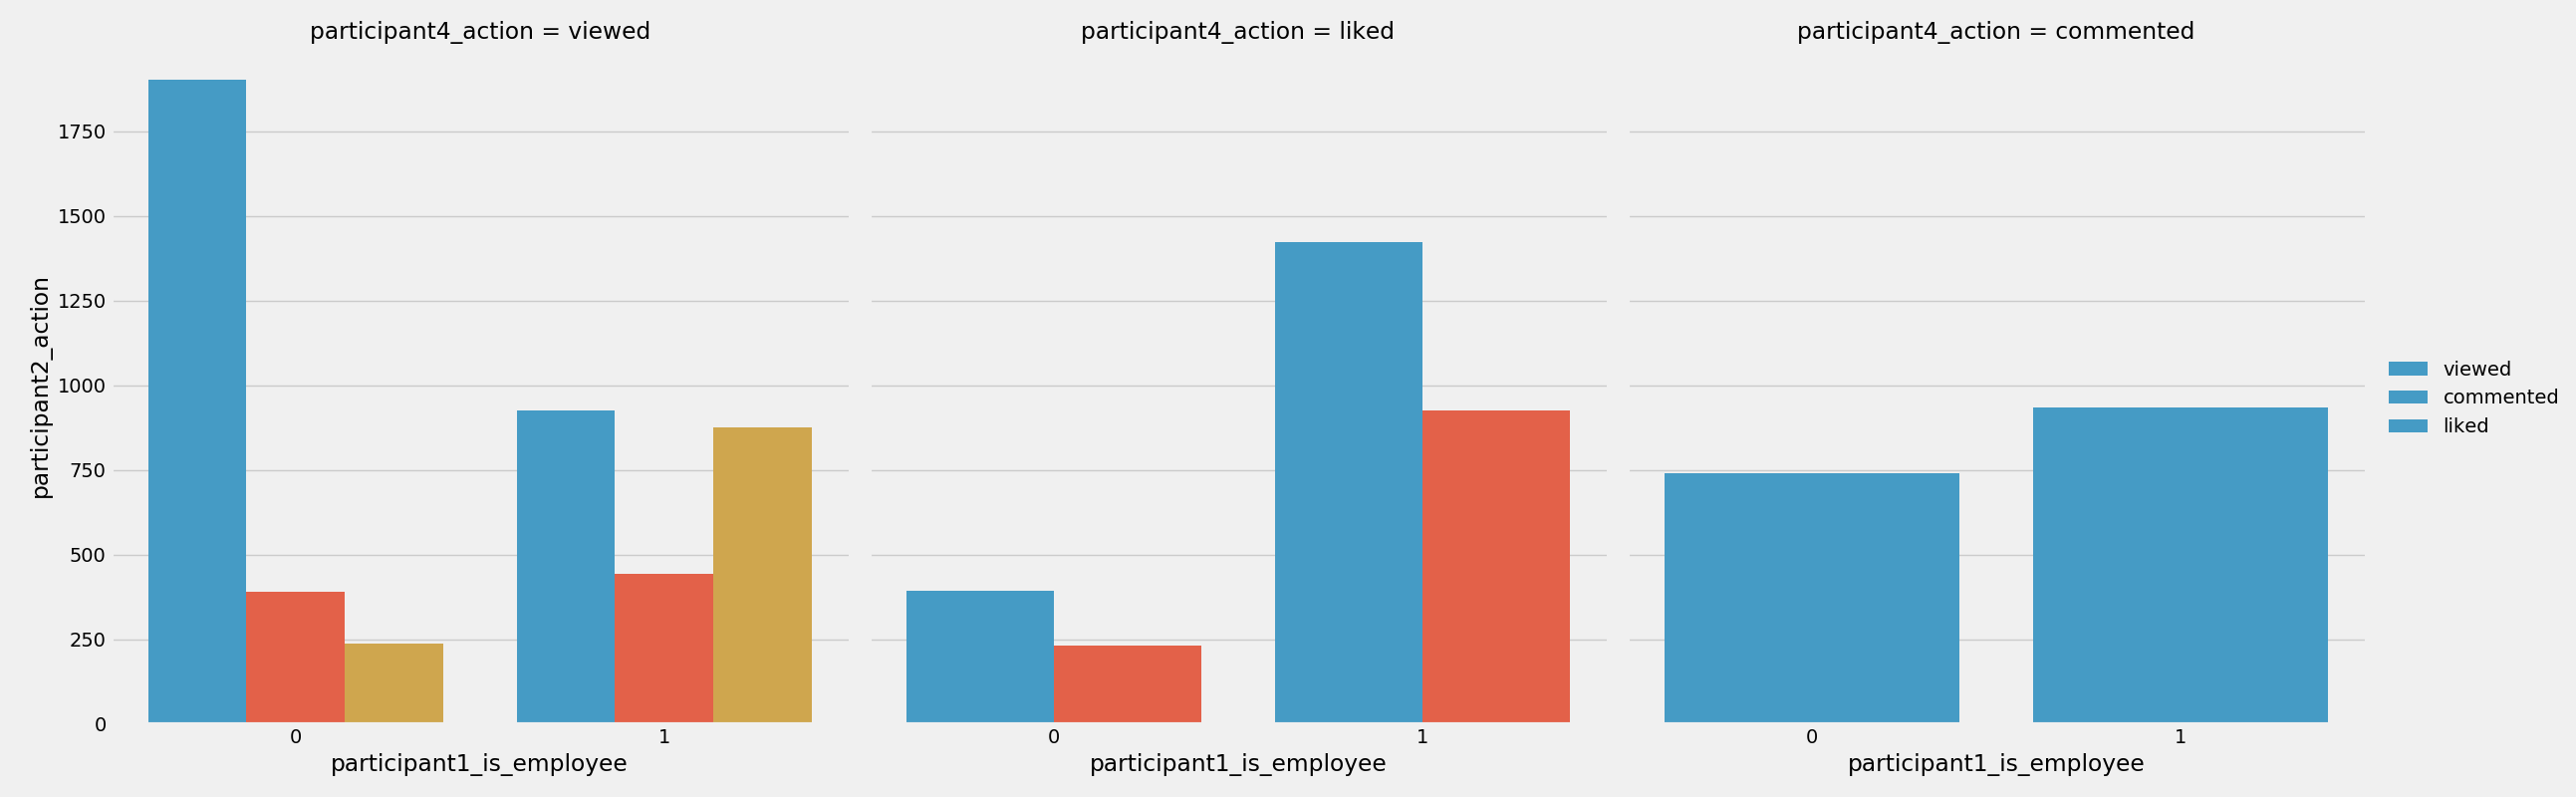 participant4_action = viewed
participant4_action = liked
participant4_action = commented
participant2_action
1750
1500
1250
1000
750
500
250
0
0 1
participant1_is_employee
0 1
participant1_is_employee
0 1
participant1_is_employee
viewed
commented
liked